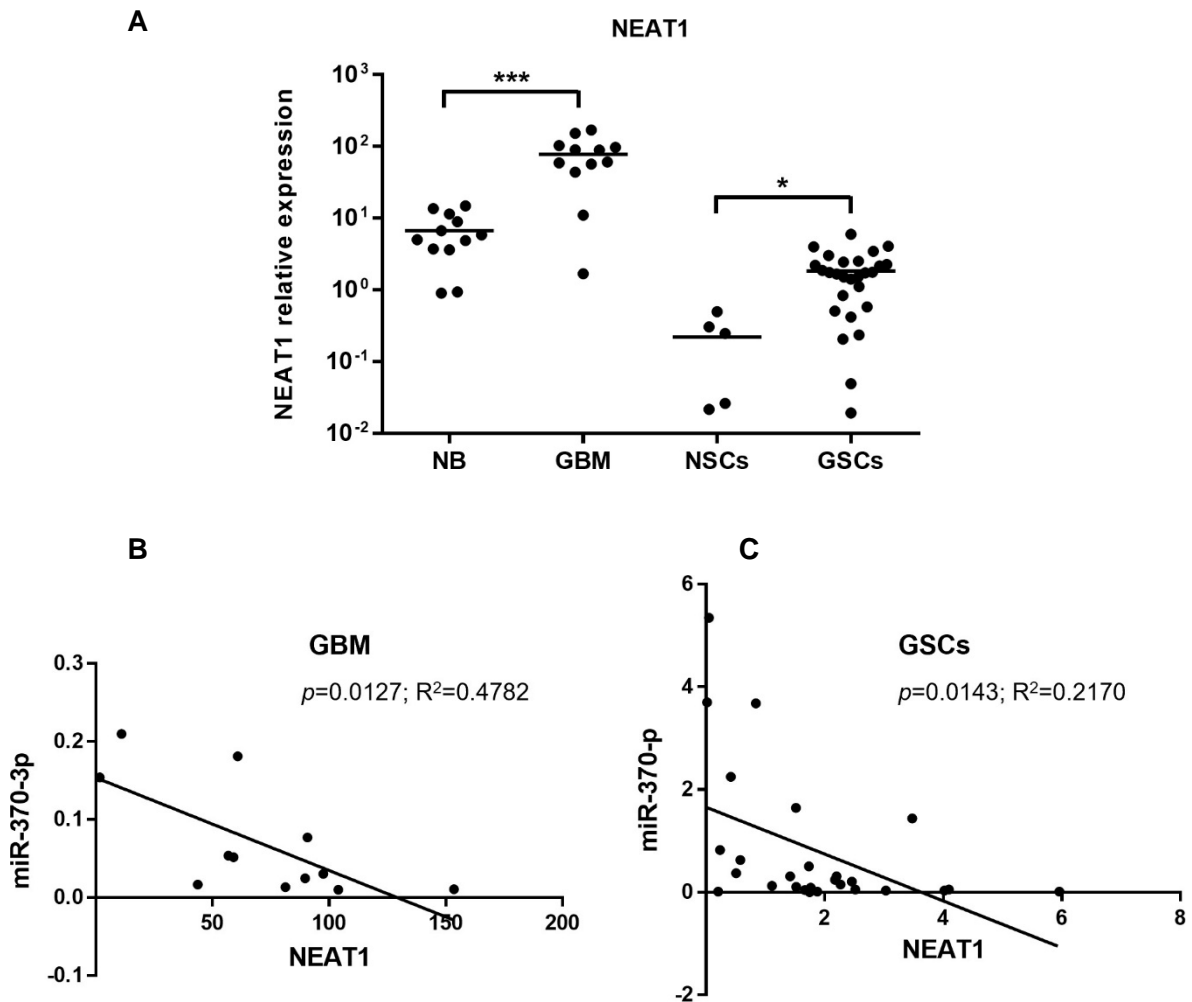 A
NEAT1
NEAT1 relative expression
10³
10²
10¹
10⁰
10⁻¹
10⁻²
***
*
NB GBM NSCs GSCs
B
GBM
p=0.0127; R²=0.4782
miR-370-3p
0.3
0.2
0.1
0.0
-0.1
50 100 150 200
NEAT1
C
GSCs
p=0.0143; R²=0.2170
miR-370-p
6
4
2
0
-2
2 4 6 8
NEAT1